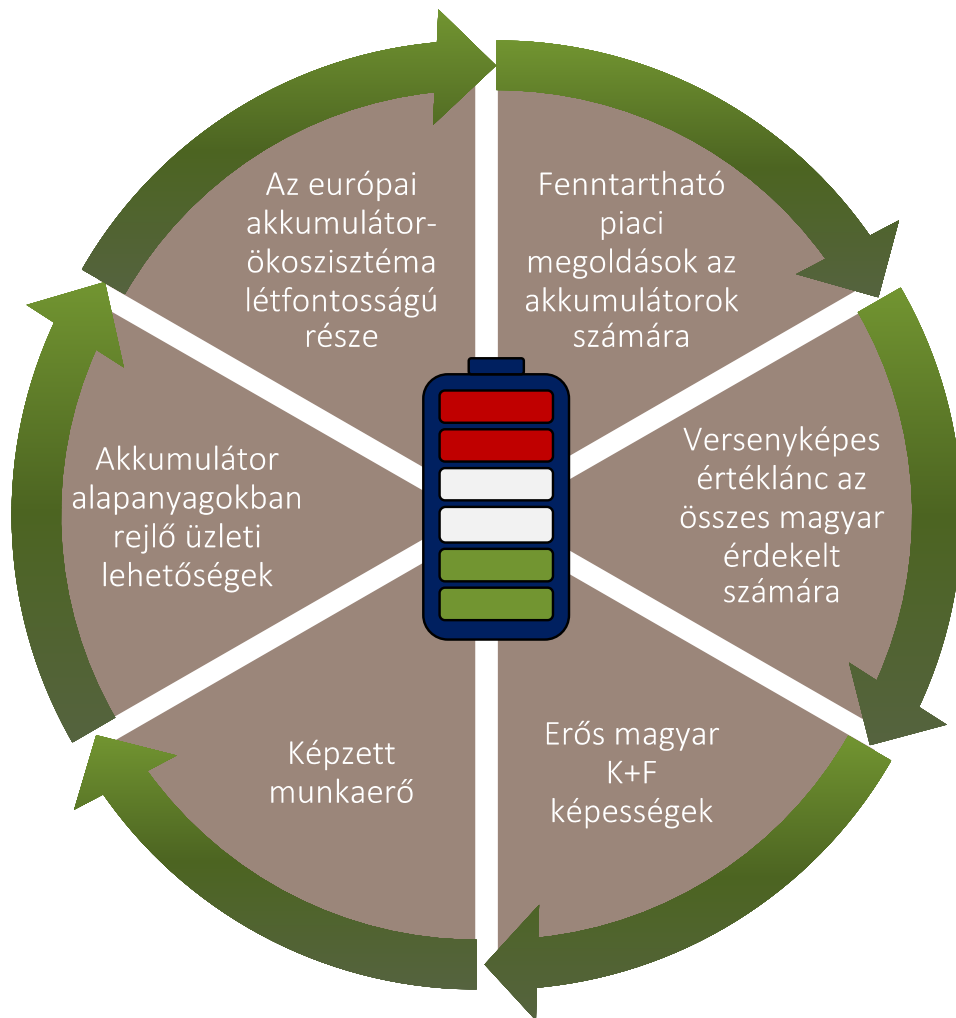 Az európai
akkumulátor-
ökoszisztéma
létfontosságú
része
Fenntartható
piaci
megoldások az
akkumulátorok
számára
Versenyképes
értéklánc az
összes magyar
érdekelt
számára
Erős magyar
K+F
képességek
Képzett
munkaerő
Akkumulátor
alapanyagokban
rejlő üzleti
lehetőségek